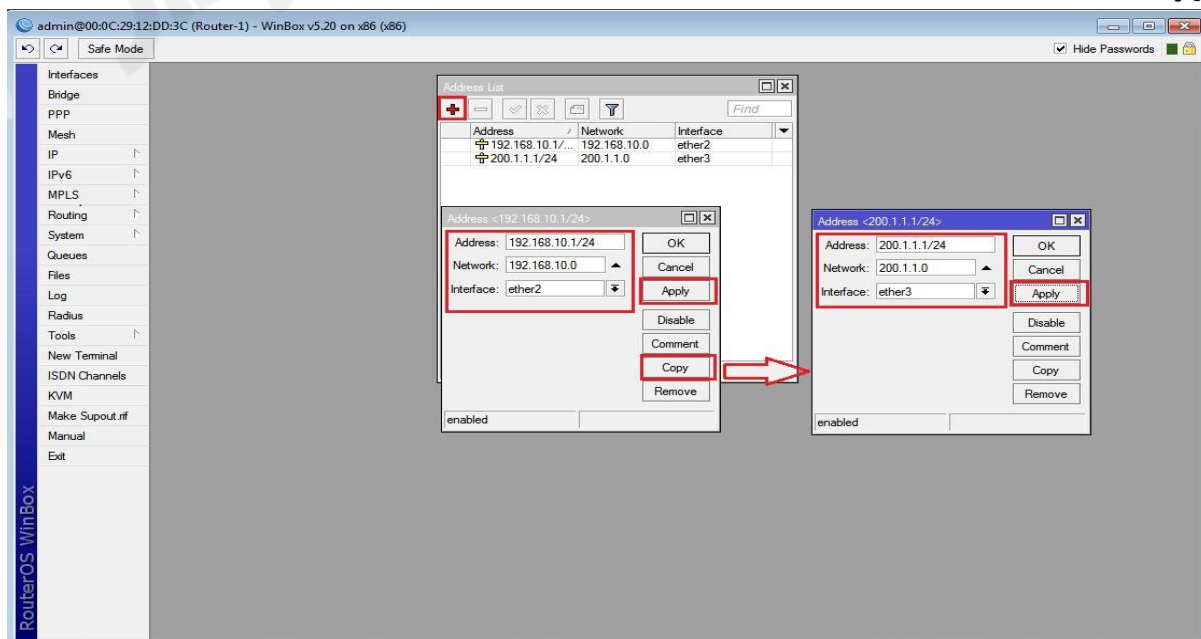 admin@00:0C:29:12:DD:3C (Router-1) - WinBox v5.20 on x86 (x86)
Safe Mode
Hide Passwords
Interfaces
Bridge
PPP
Mesh
IP
IPv6
MPLS
Routing
System
Queues
Files
Log
Radius
Tools
New Terminal
ISDN Channels
KVM
Make Supout.rif
Manual
Exit
RouterOS WinBox
Address List
Find
Address Network Interface
192.168.10.1/... 192.168.10.0 ether2
200.1.1.1/24 200.1.1.0 ether3
Address <192.168.10.1/24>
Address: 192.168.10.1/24 OK
Network: 192.168.10.0 Cancel
Interface: ether2 Apply
Disable
Comment
Copy
Remove
enabled
Address <200.1.1.1/24>
Address: 200.1.1.1/24 OK
Network: 200.1.1.0 Cancel
Interface: ether3 Apply
Disable
Comment
Copy
Remove
enabled